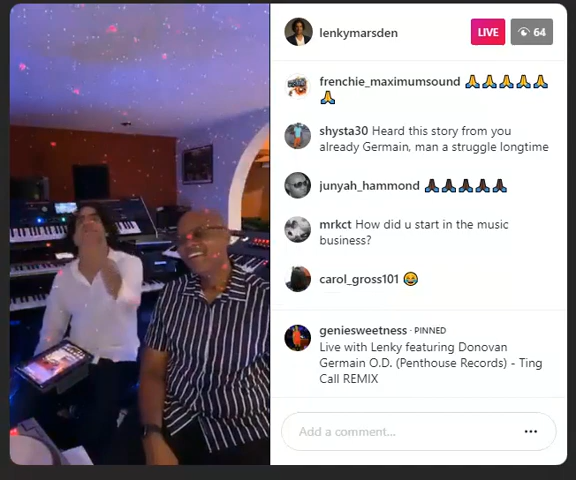 lenkymarsden
LIVE
64
frenchie_maximumsound 🙏🙏🙏🙏🙏
🙏
shysta30 Heard this story from you
already Germain, man a struggle longtime
junyah_hammond 🙏🏿🙏🏿🙏🏿🙏🏿🙏🏿
mrkct How did u start in the music
business?
carol_gross101 😂
geniesweetness · PINNED
Live with Lenky featuring Donovan
Germain O.D. (Penthouse Records) - Ting
Call REMIX
Add a comment...